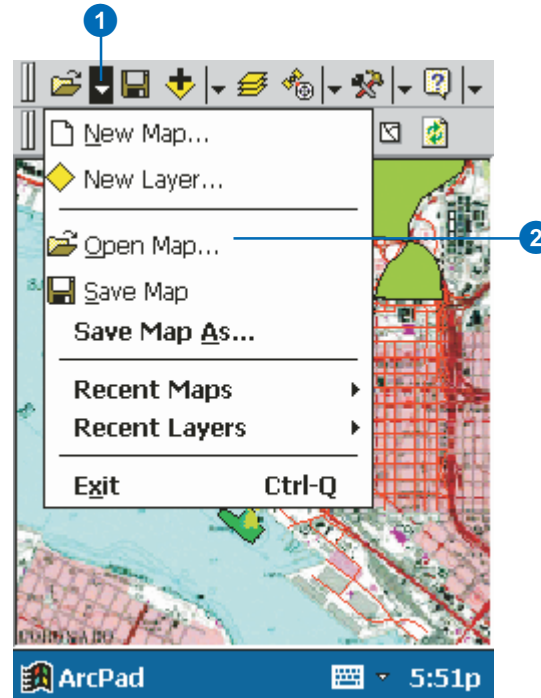 1
New Map...
New Layer...
Open Map...
2
Save Map
Save Map As...
Recent Maps
Recent Layers
Exit Ctrl-Q
CORONADO
ArcPad 5:51p